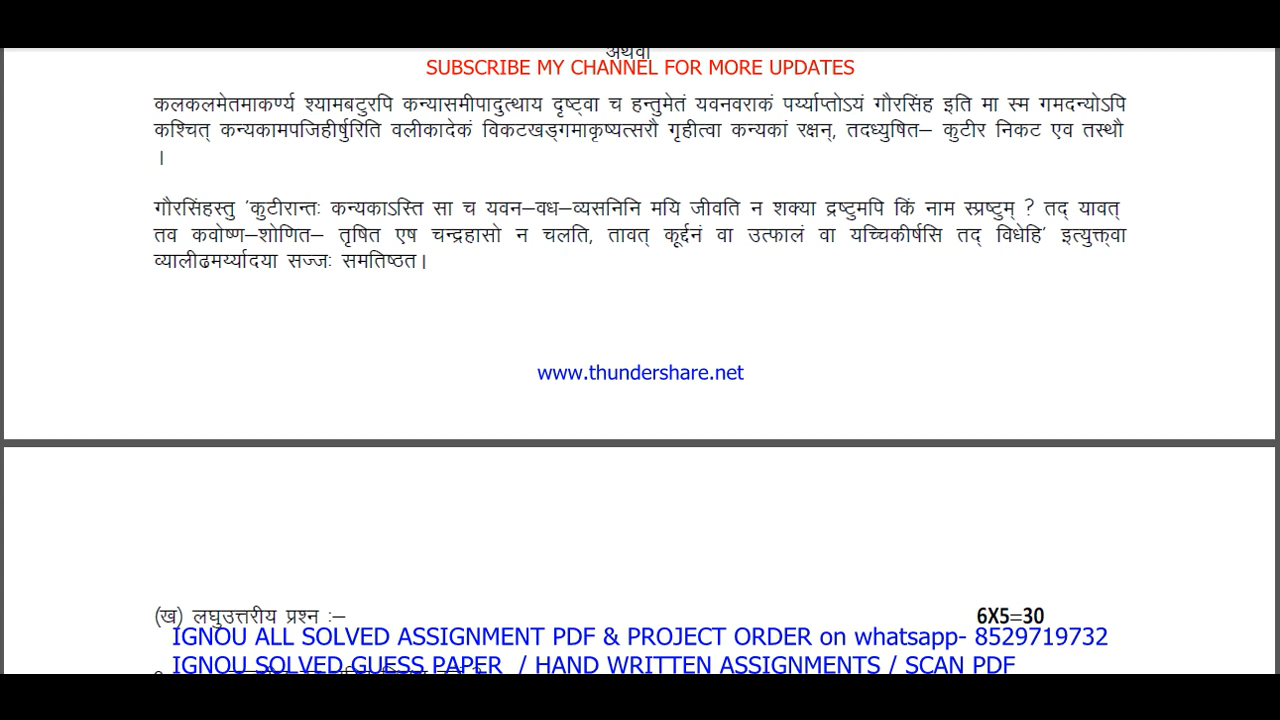 अथवा
SUBSCRIBE MY CHANNEL FOR MORE UPDATES
कलकलमेतमाकर्ण्य श्यामबटुरपि कन्यासमीपादुत्थाय दृष्ट्वा च हन्तुमेतं यवनवराकं पर्य्याप्तोऽयं गौरसिंह इति मा स्म गमदन्योऽपि
कश्चित् कन्यकामपजिहीर्षुरिति वलीकादेकं विकटखड्गमाकृष्यत्सरौ गृहीत्वा कन्यकां रक्षन्, तदध्युषित– कुटीर निकट एव तस्थौ
।
गौरसिंहस्तु 'कुटीरान्तः कन्यकाऽस्ति सा च यवन–वध–व्यसनिनि मयि जीवति न शक्या द्रष्टुमपि किं नाम स्प्रष्टुम् ? तद् यावत्
तव कवोष्ण–शोणित– तृषित एष चन्द्रहासो न चलति, तावत् कूर्द्दनं वा उत्फालं वा यच्चिकीर्षसि तद् विधेहि' इत्युक्त्वा
व्यालीढमर्य्यादया सज्जः समतिष्ठत।
www.thundershare.net
(ख) लघुउत्तरीय प्रश्न :– 6X5=30
IGNOU ALL SOLVED ASSIGNMENT PDF & PROJECT ORDER on whatsapp- 8529719732
IGNOU SOLVED GUESS PAPER / HAND WRITTEN ASSIGNMENTS / SCAN PDF